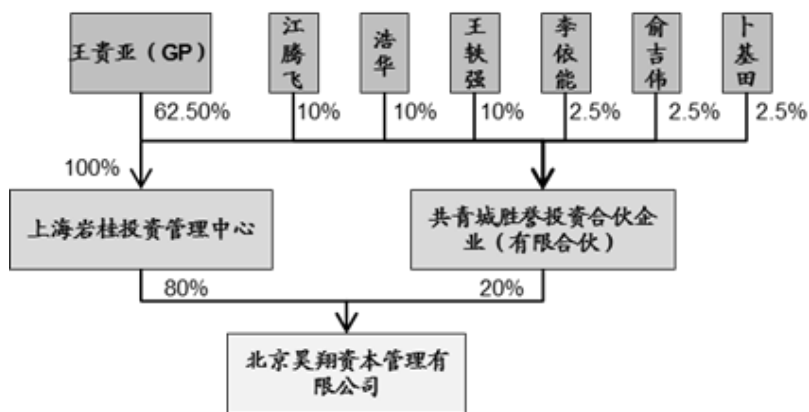 王贵亚（GP）
江腾飞
浩华
王轶强
李依能
俞吉伟
卜基田
62.50%
10%
10%
10%
2.5%
2.5%
2.5%
100%
上海岩桂投资管理中心
共青城胜誉投资合伙企
业（有限合伙）
80%
20%
北京昊翔资本管理有
限公司